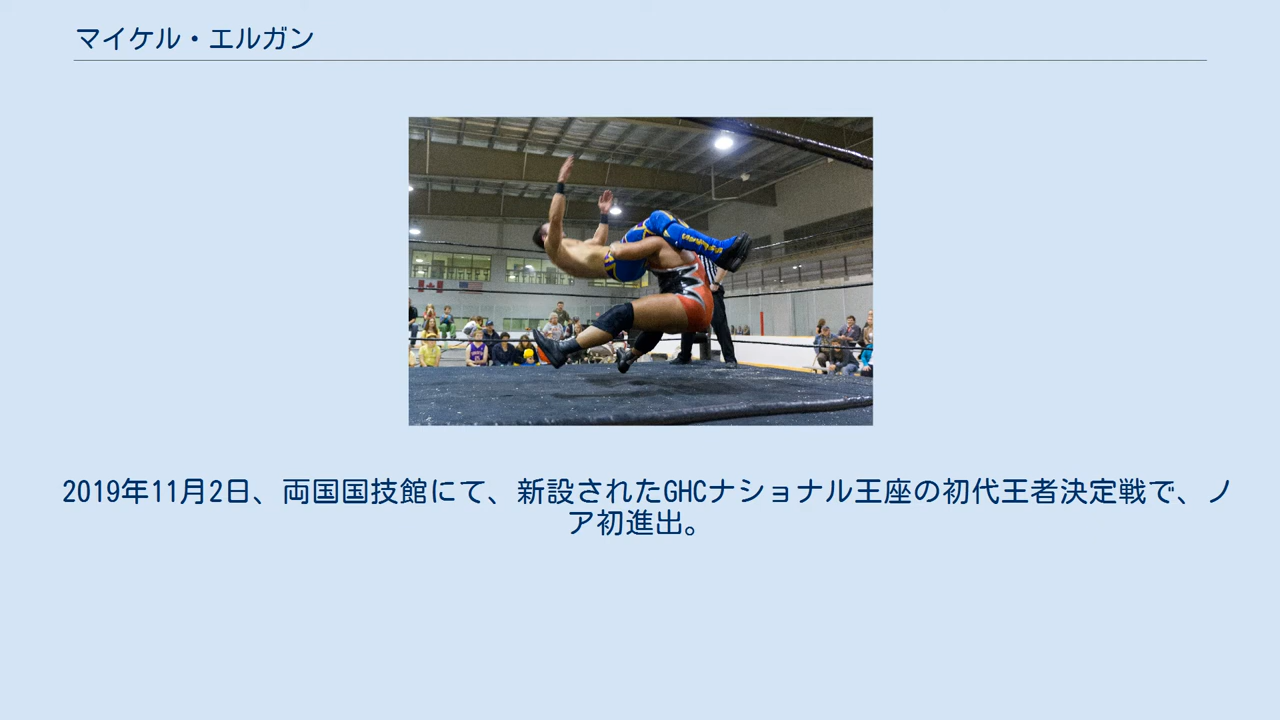 マイケル・エルガン
2019年11月2日、両国国技館にて、新設されたGHCナショナル王座の初代王者決定戦で、ノ
ア初進出。